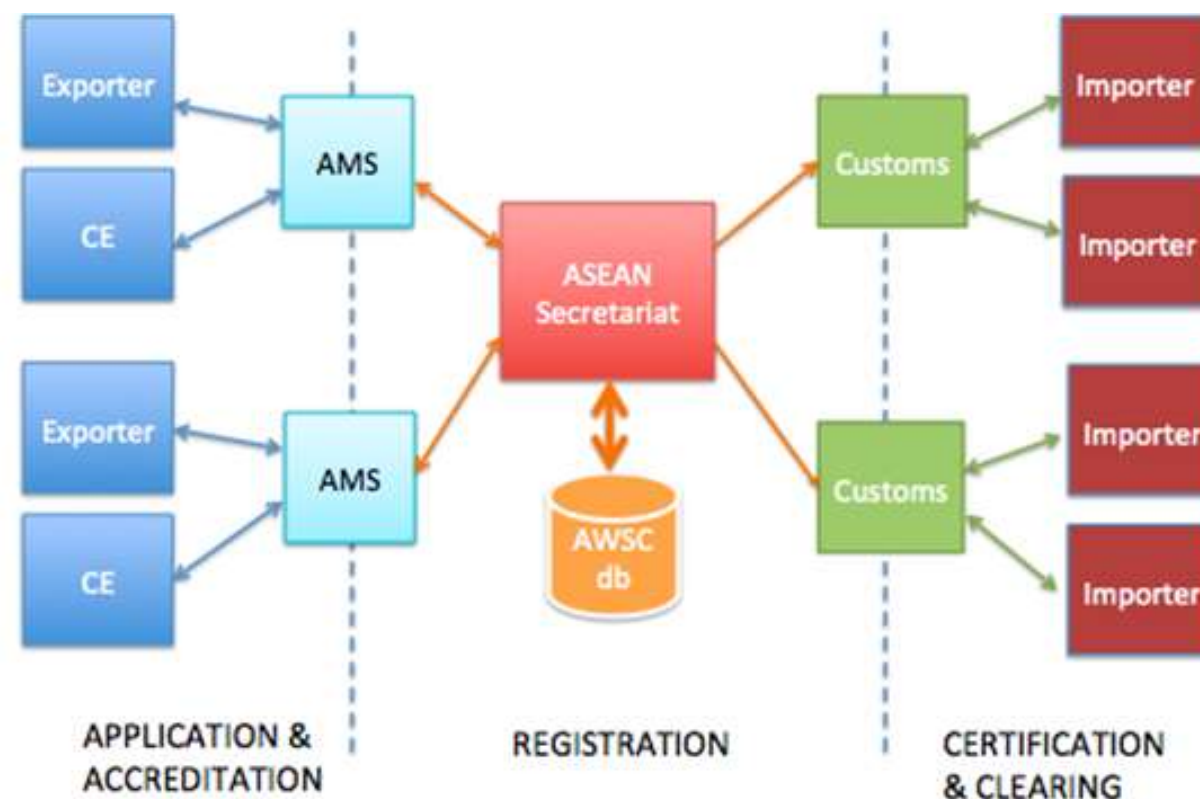 Exporter
AMS
CE
Exporter
AMS
CE
ASEAN
Secretariat
AWSC
db
Customs
Importer
Importer
Customs
Importer
Importer
APPLICATION &
ACCREDITATION
REGISTRATION
CERTIFICATION
& CLEARING